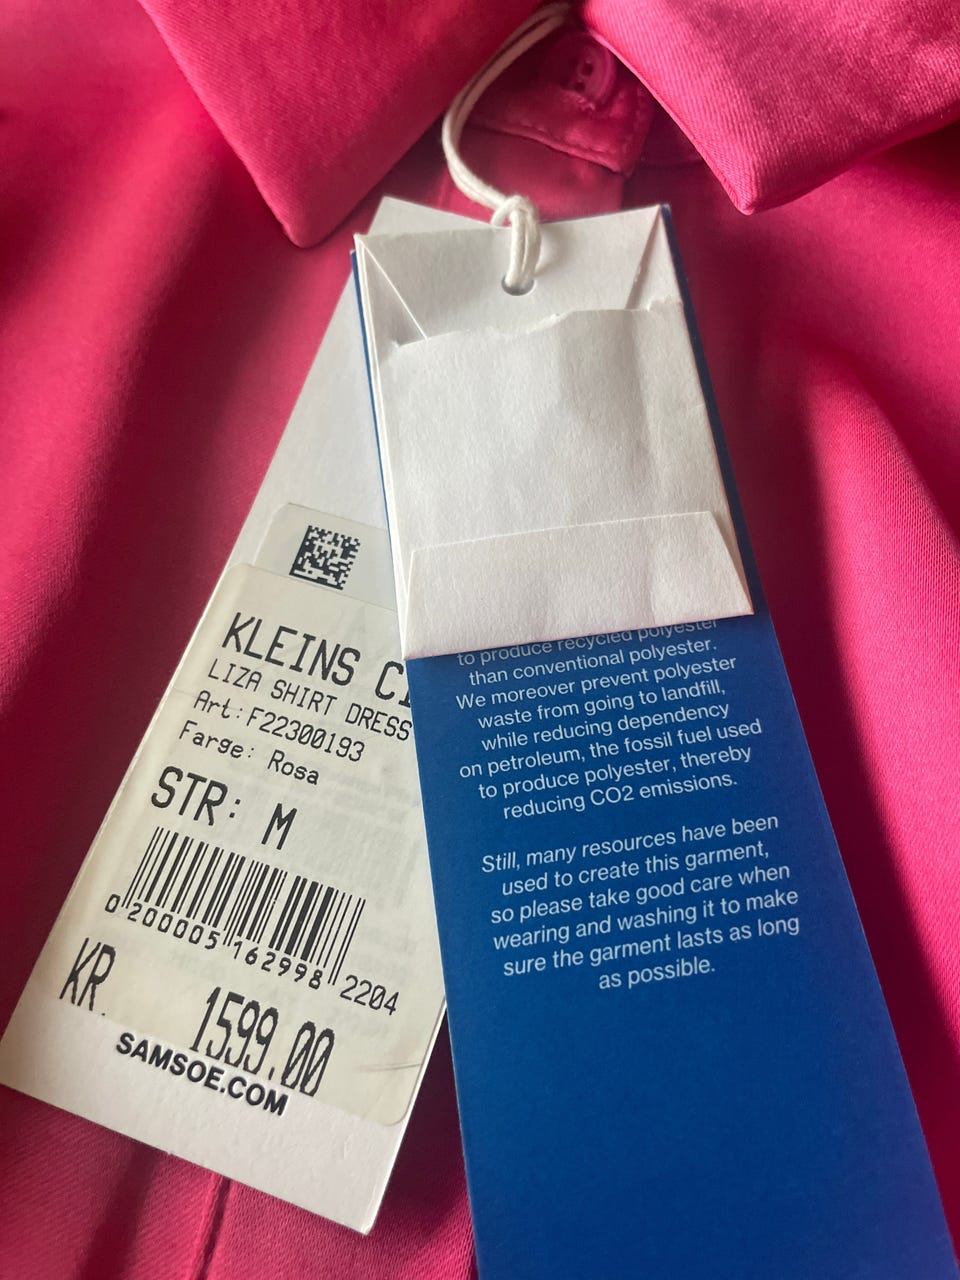 KLEINS
LIZA SHIRT DRESS
Art: F22300193
Farge: Rosa
STR: M
0 200005 162998 2204
KR. 1599.00
SAMSOE.COM
to produce recycled polyester
than conventional polyester.
We moreover prevent polyester
waste from going to landfill,
while reducing dependency
on petroleum, the fossil fuel used
to produce polyester, thereby
reducing CO2 emissions.
Still, many resources have been
used to create this garment,
so please take good care when
wearing and washing it to make
sure the garment lasts as long
as possible.